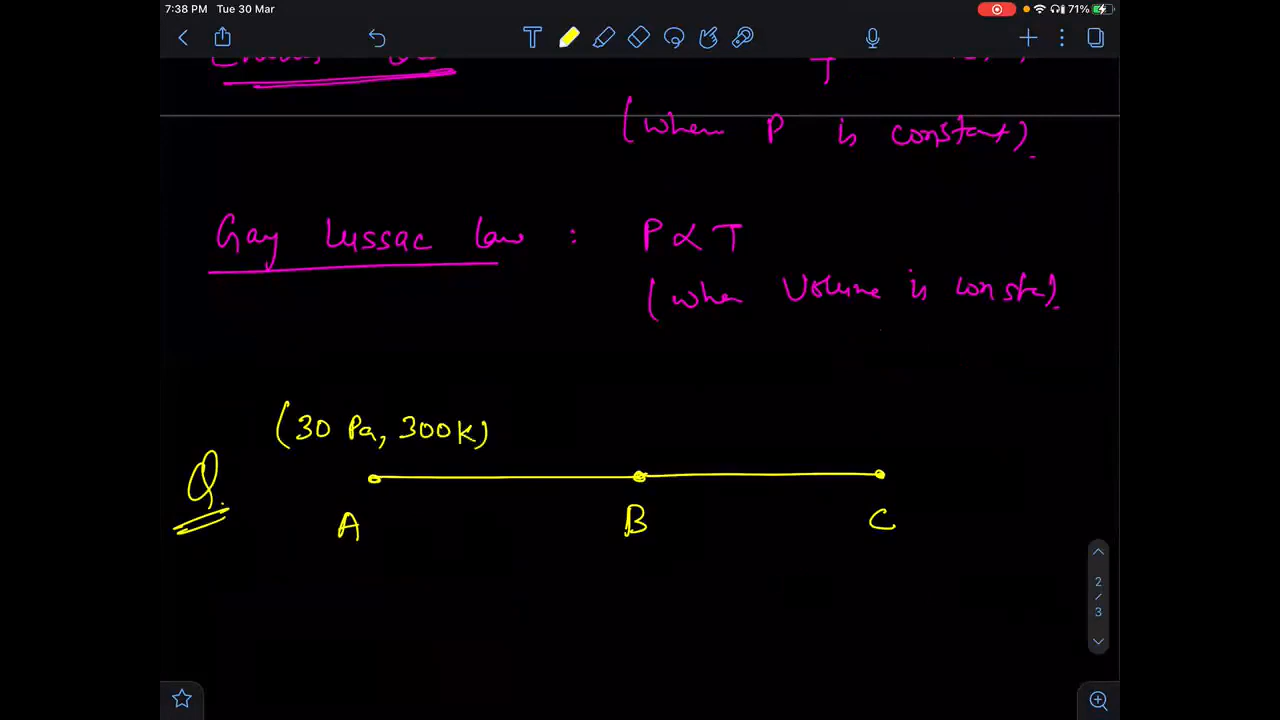 7:38 PM Tue 30 Mar
71%
T
(when P is constant).
Gay Lussac Law : P ∝ T
(when Volume is const.)
(30 Pa, 300K)
Q.
A B C
2
/
3